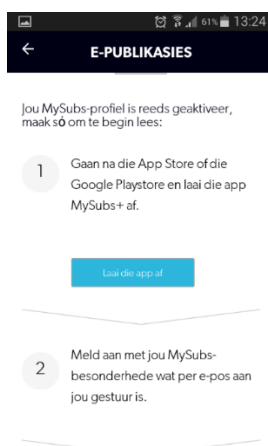 61% 13:24
E-PUBLIKASIES
Jou MySubs-profiel is reeds geaktiveer,
maak só om te begin lees:
1
Gaan na die App Store of die
Google Playstore en laai die app
MySubs+ af.
Laai die app af
2
Meld aan met jou MySubs-
besonderhede wat per e-pos aan
jou gestuur is.